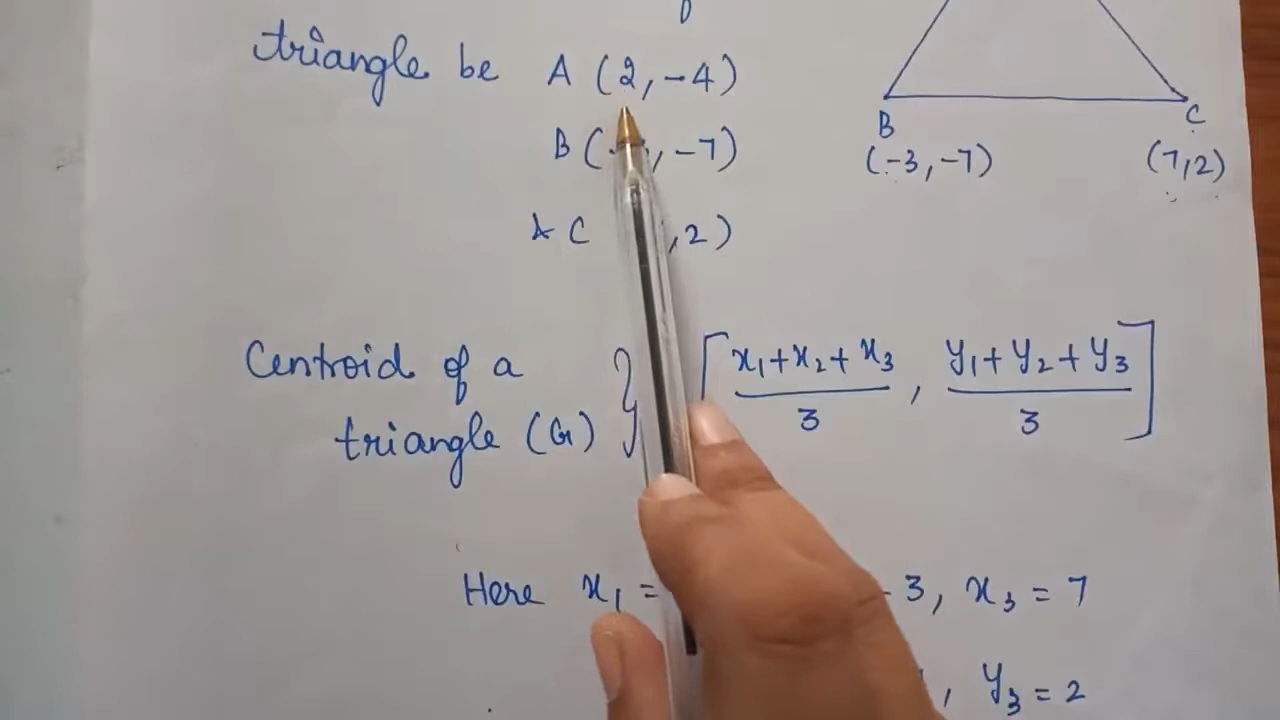 triangle be A (2, -4)
B ( , -7)
& C , 2)
B
C
(-3, -7)
(7, 2)
Centroid of a
triangle (G) } [ x₁+x₂+x₃ / 3 , y₁+y₂+y₃ / 3 ]
Here x₁ = 3, x₃ = 7
, y₃ = 2